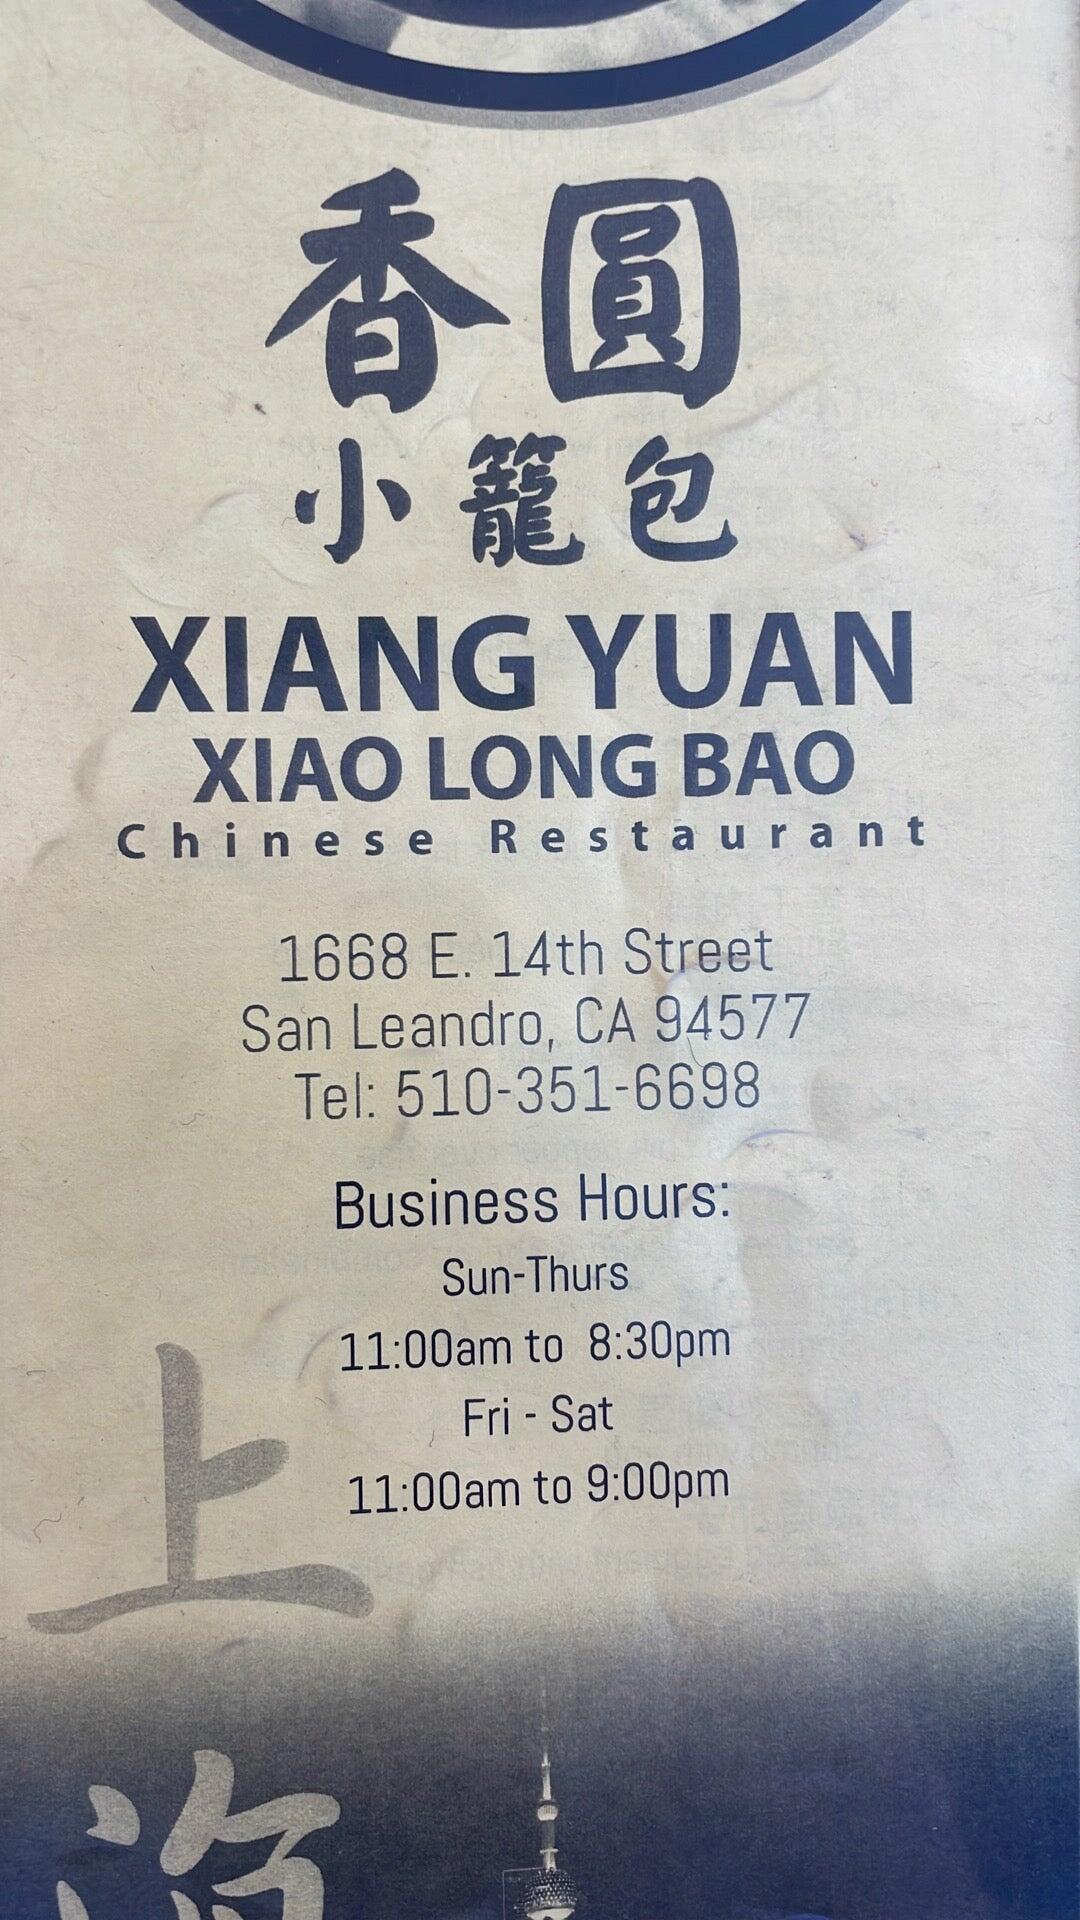 香圓
小籠包
XIANG YUAN
XIAO LONG BAO
Chinese Restaurant
1668 E. 14th Street
San Leandro, CA 94577
Tel: 510-351-6698
Business Hours:
Sun-Thurs
11:00am to 8:30pm
Fri - Sat
11:00am to 9:00pm
上
海